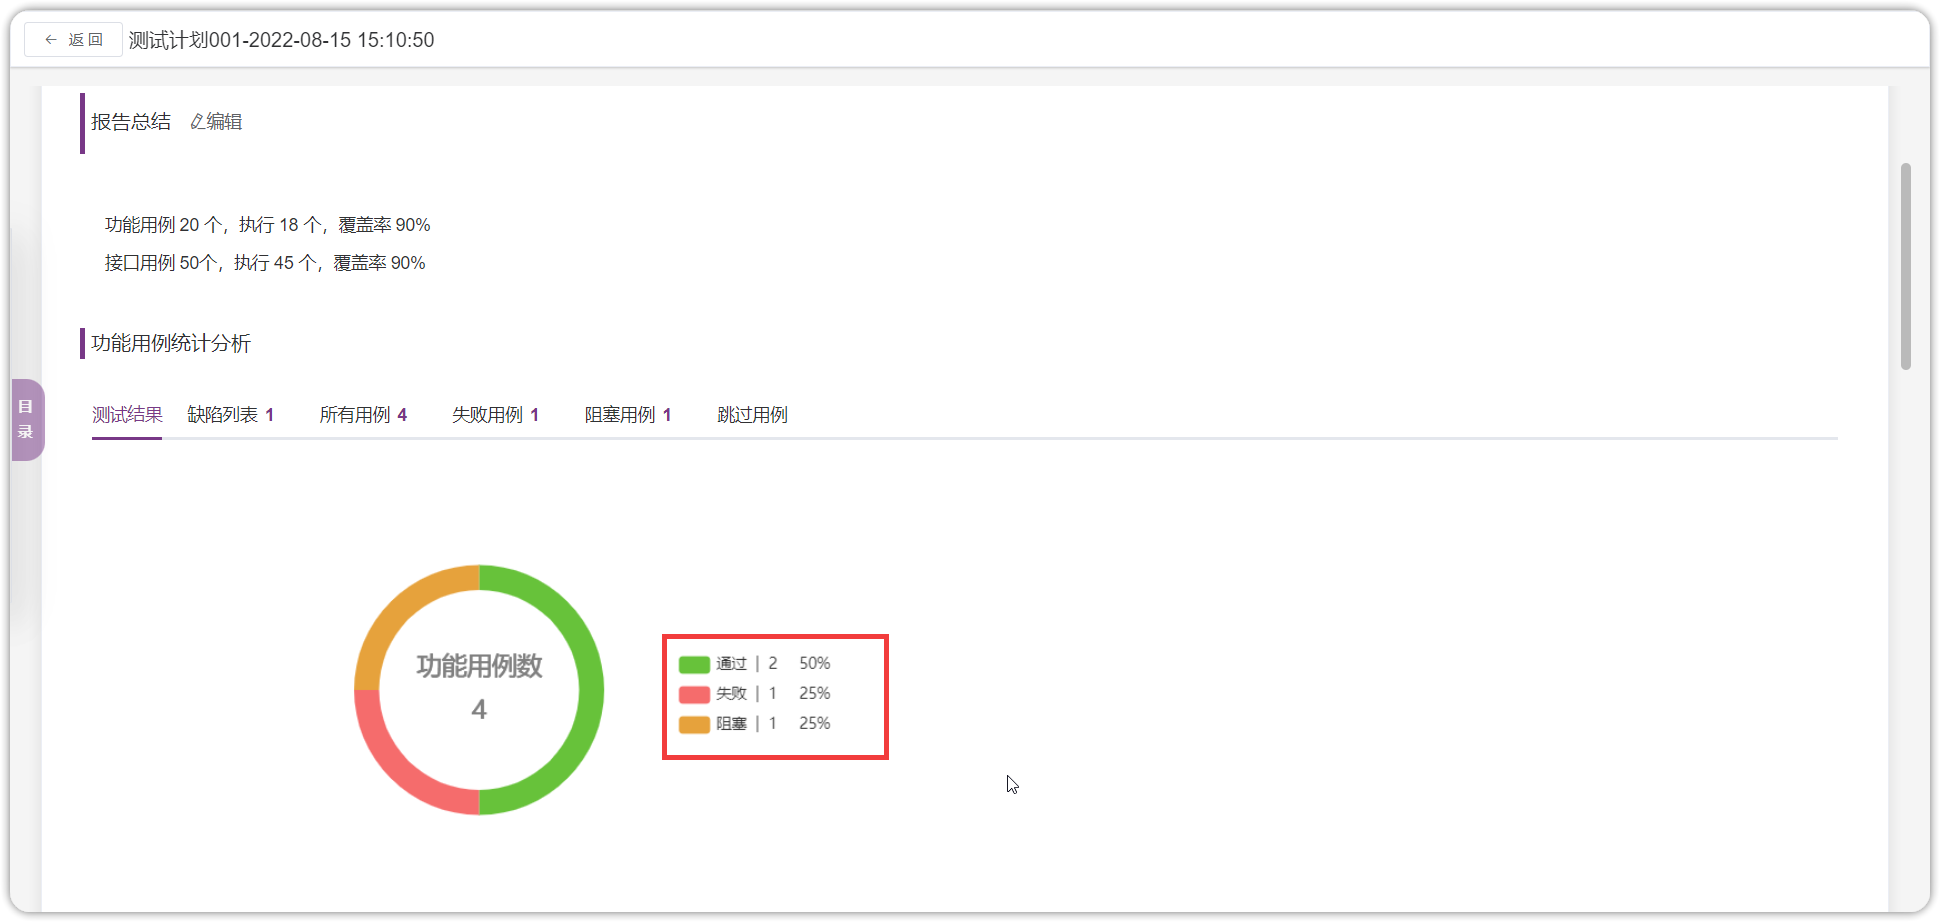 ← 返 回 测试计划001-2022-08-15 15:10:50
报告总结 编辑
功能用例 20 个，执行 18 个，覆盖率 90%
接口用例 50个，执行 45 个，覆盖率 90%
功能用例统计分析
目录
测试结果 缺陷列表 1 所有用例 4 失败用例 1 阻塞用例 1 跳过用例
功能用例数
4
通过 | 2 50%
失败 | 1 25%
阻塞 | 1 25%